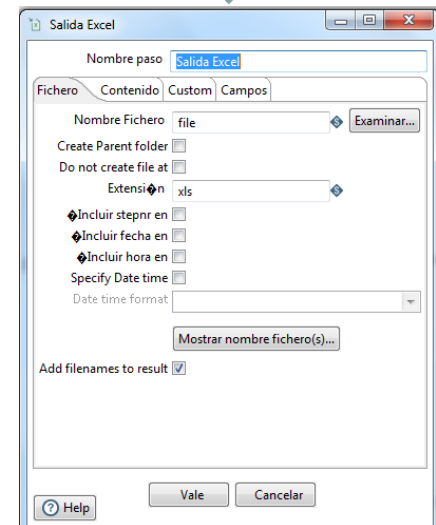 Salida Excel
Nombre paso Salida Excel
Fichero Contenido Custom Campos
Nombre Fichero file Examinar...
Create Parent folder
Do not create file at
Extensi�n xls
�Incluir stepnr en
�Incluir fecha en
�Incluir hora en
Specify Date time
Date time format
Mostrar nombre fichero(s)...
Add filenames to result
Vale Cancelar
Help